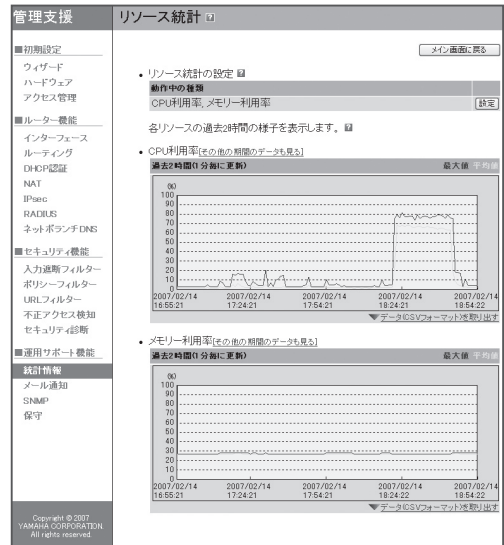 管理支援
■初期設定
ウィザード
ハードウェア
アクセス管理
■ルーター機能
インターフェース
ルーティング
DHCP認証
NAT
IPsec
RADIUS
ネットボランチDNS
■セキュリティ機能
入力遮断フィルター
ポリシーフィルター
URLフィルター
不正アクセス検知
セキュリティ診断
■運用サポート機能
統計情報
メール通知
SNMP
保守
Copyright © 2007
YAMAHA CORPORATION.
All rights reserved.
リソース統計 ?
メイン画面に戻る
• リソース統計の設定 ?
動作中の種類
CPU利用率, メモリー利用率 設定
各リソースの過去2時間の様子を表示します。 ?
• CPU利用率[その他の期間のデータも見る]
過去2時間(1分毎に更新) 最大値 平均値
(%)
100
90
80
70
60
50
40
30
20
10
0
2007/02/14 2007/02/14 2007/02/14 2007/02/14 2007/02/14
16:55:21 17:24:21 17:54:21 18:24:22 18:54:22
▼データ(CSVフォーマット)を取り出す
• メモリー利用率[その他の期間のデータも見る]
過去2時間(1分毎に更新) 最大値 平均値
(%)
100
90
80
70
60
50
40
30
20
10
0
2007/02/14 2007/02/14 2007/02/14 2007/02/14 2007/02/14
16:55:21 17:24:21 17:54:21 18:24:22 18:54:22
▼データ(CSVフォーマット)を取り出す